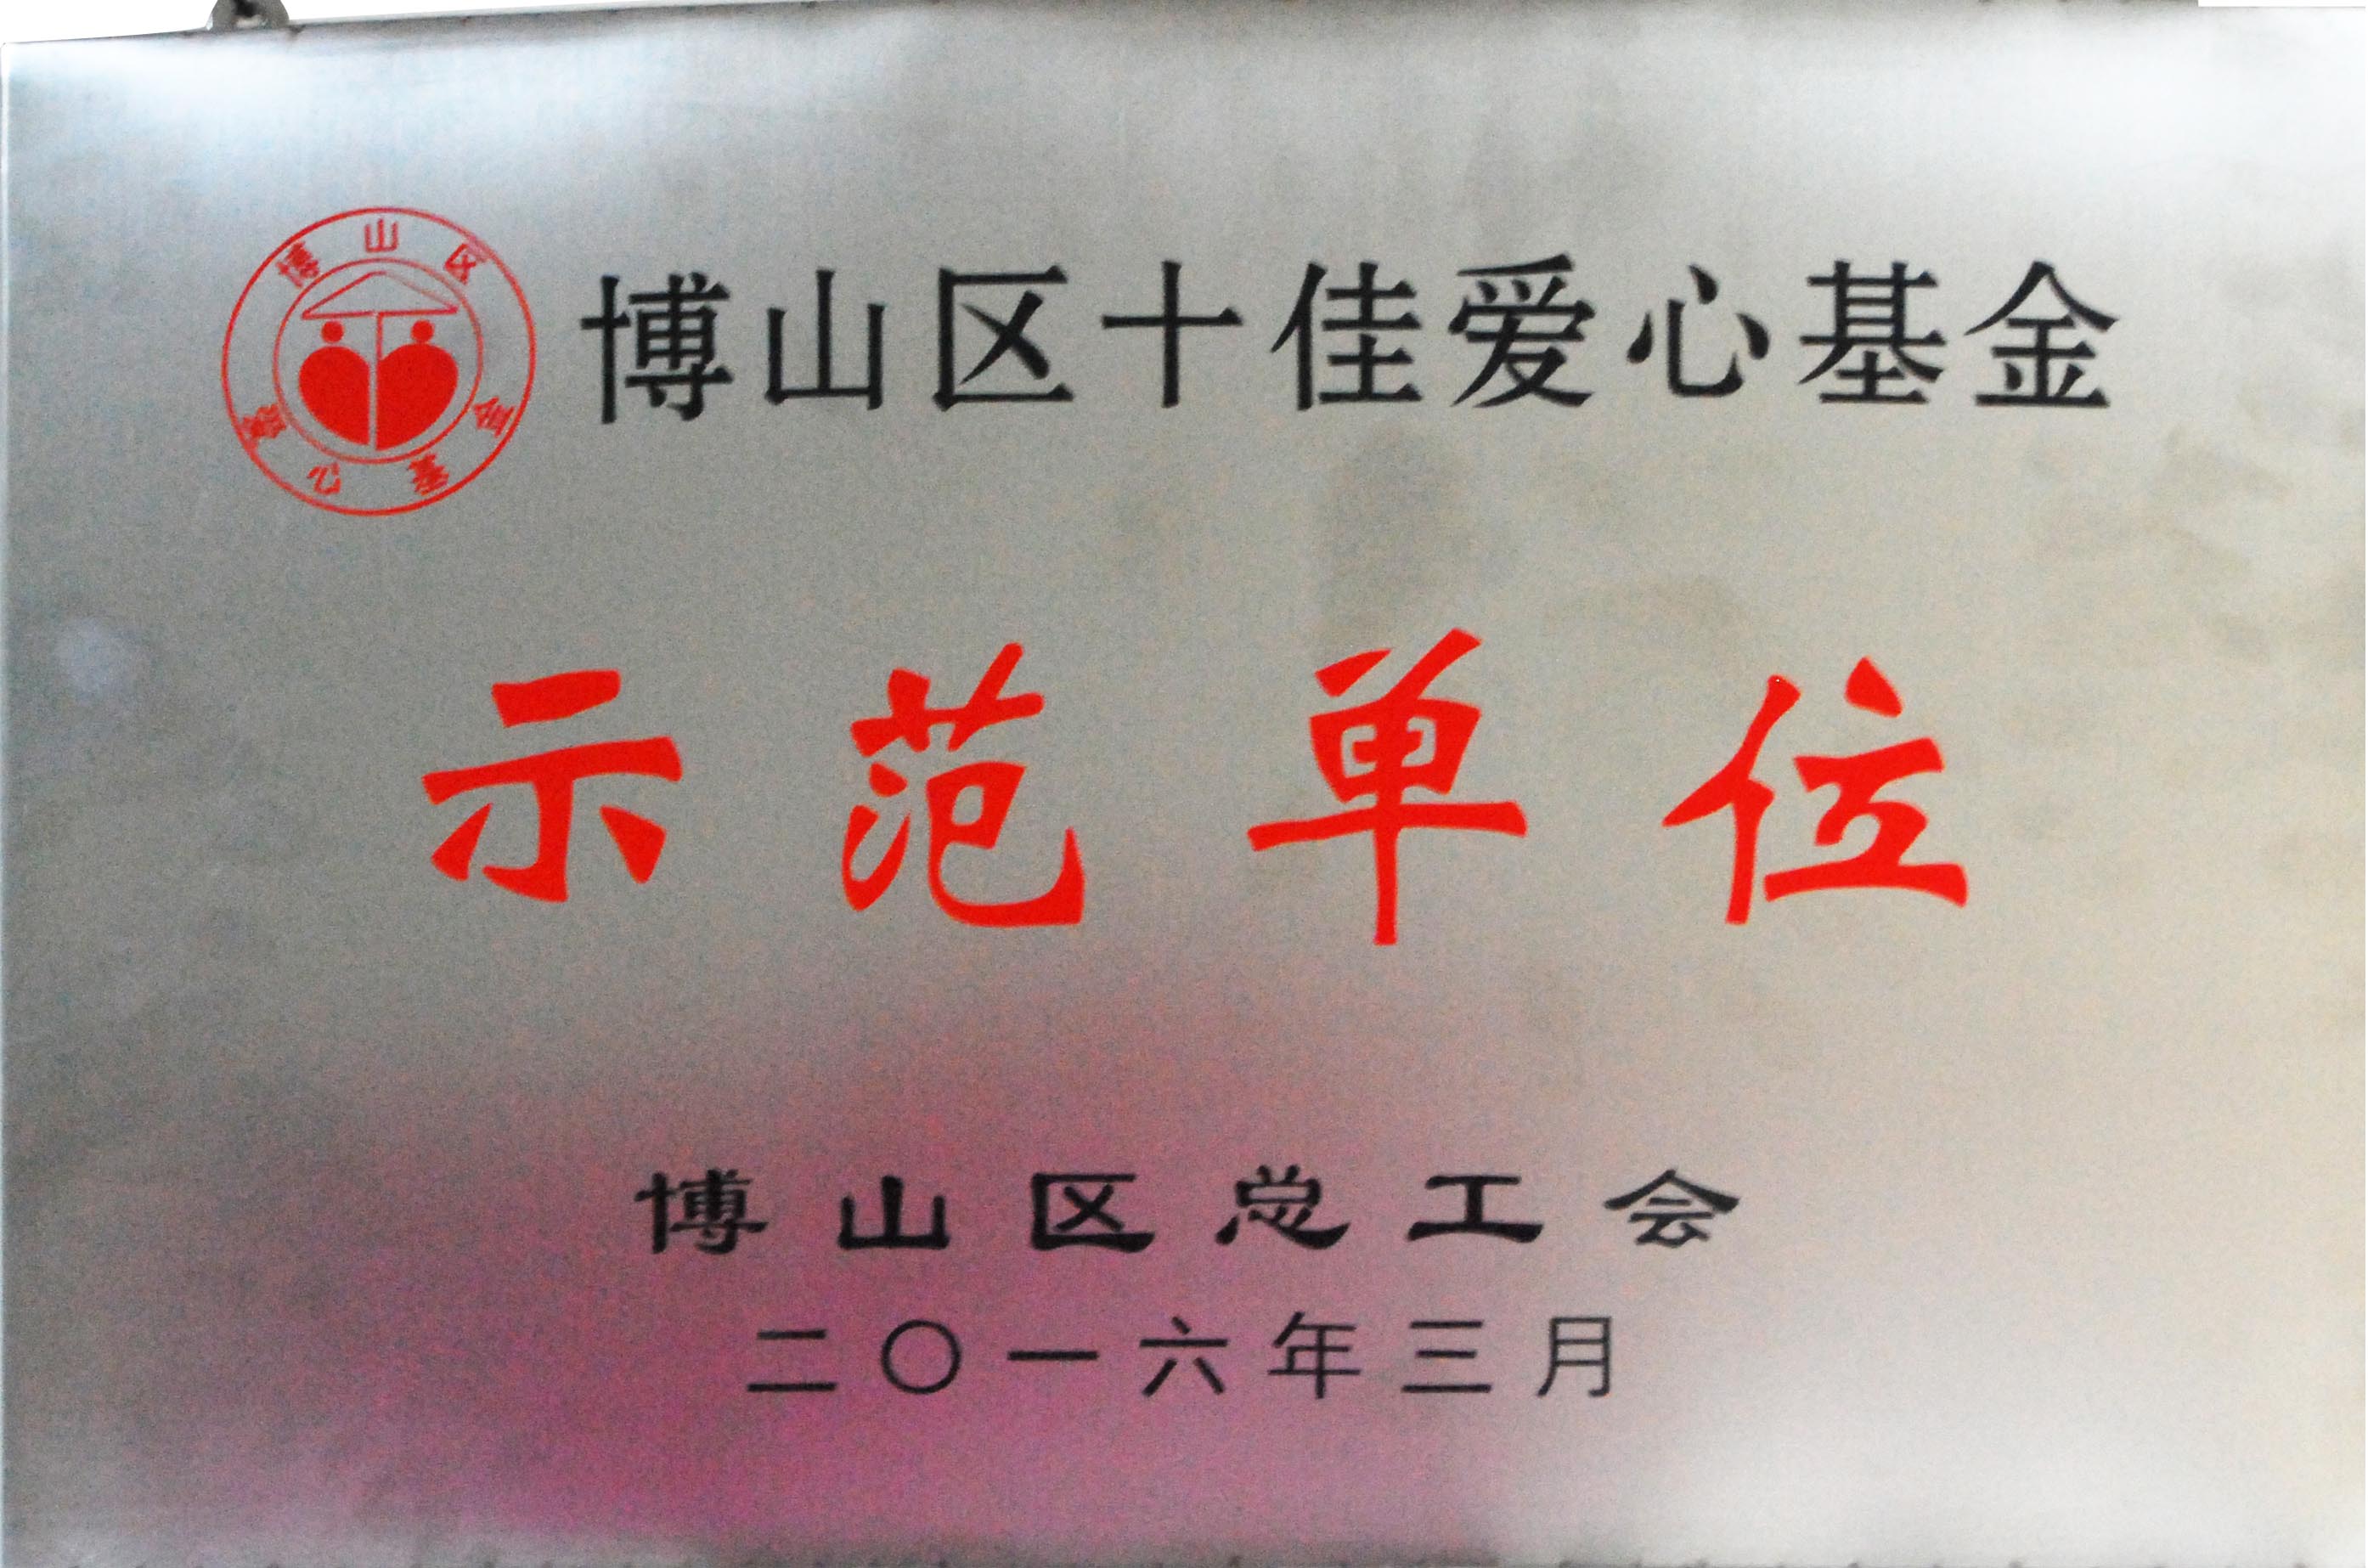 博山区
爱心基金
博山区十佳爱心基金
示范单位
博山区总工会
二〇一六年三月